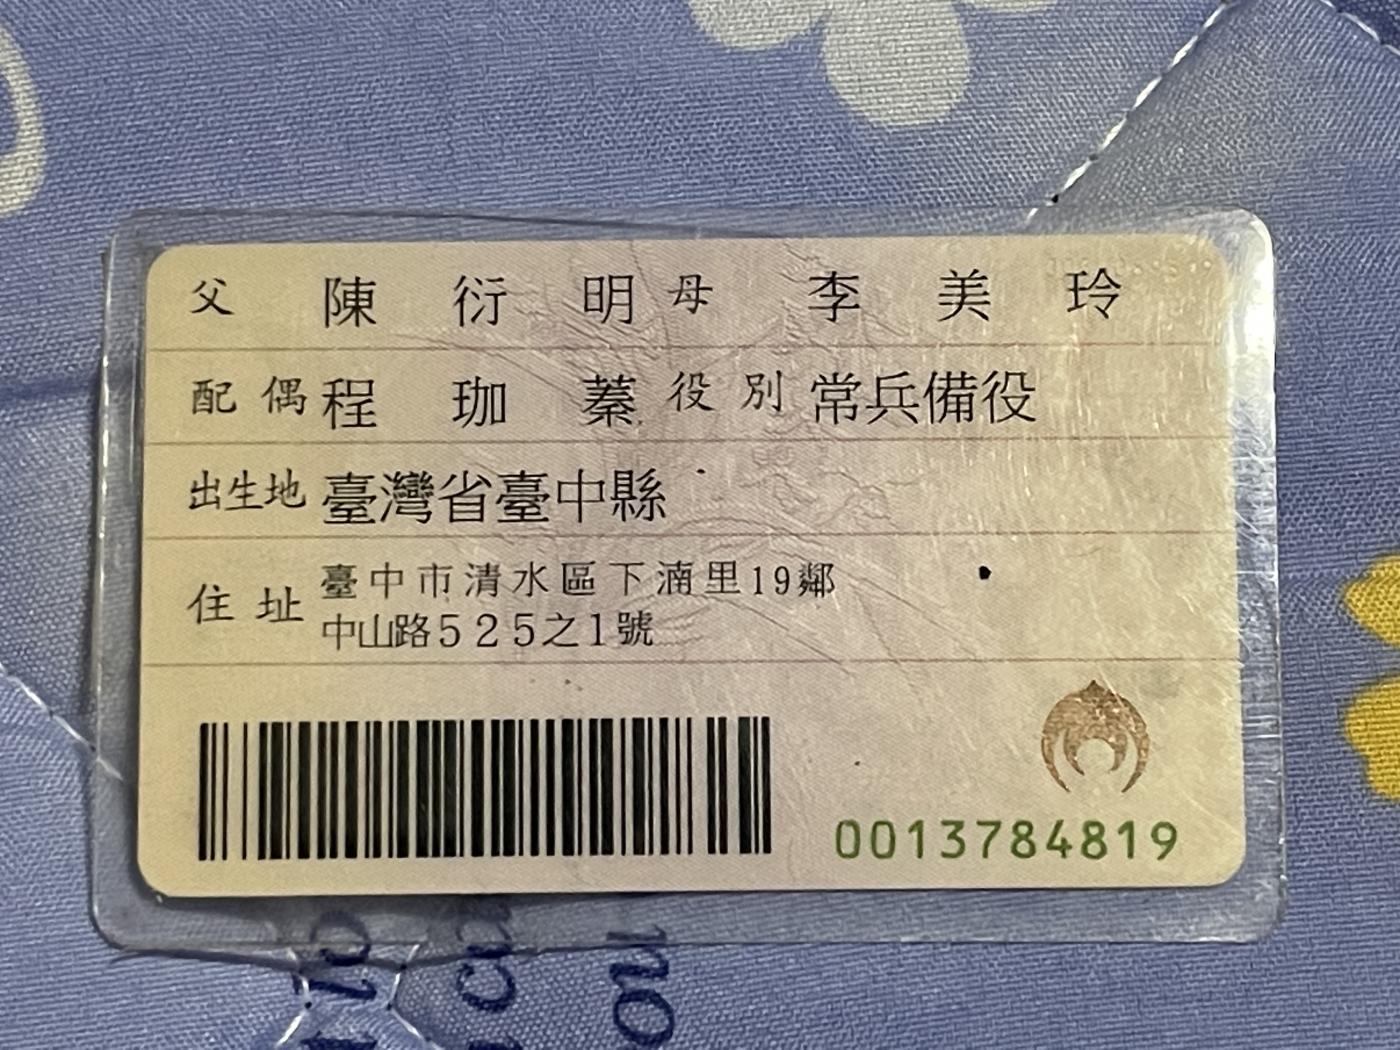 父 陳衍明 母 李美玲
配偶 程珈蓁 役別 常兵備役
出生地 臺灣省臺中縣
住址 臺中市清水區下湳里19鄰
中山路525之1號
0013784819